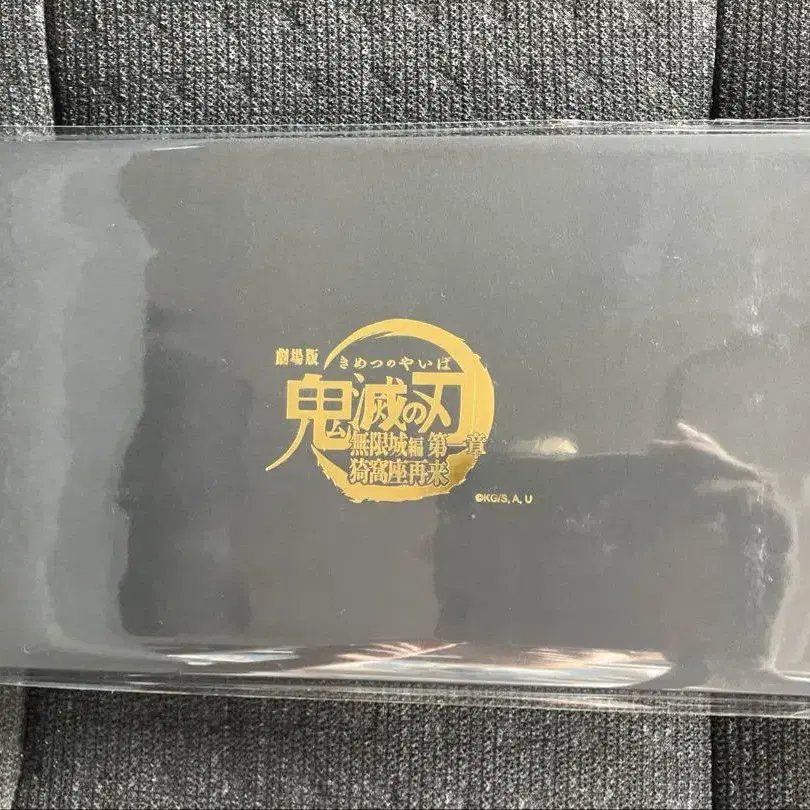 劇場版
きめつのやいば
鬼滅の刃
無限城編 第一章
猗窩座再来
©KG/S, A, U